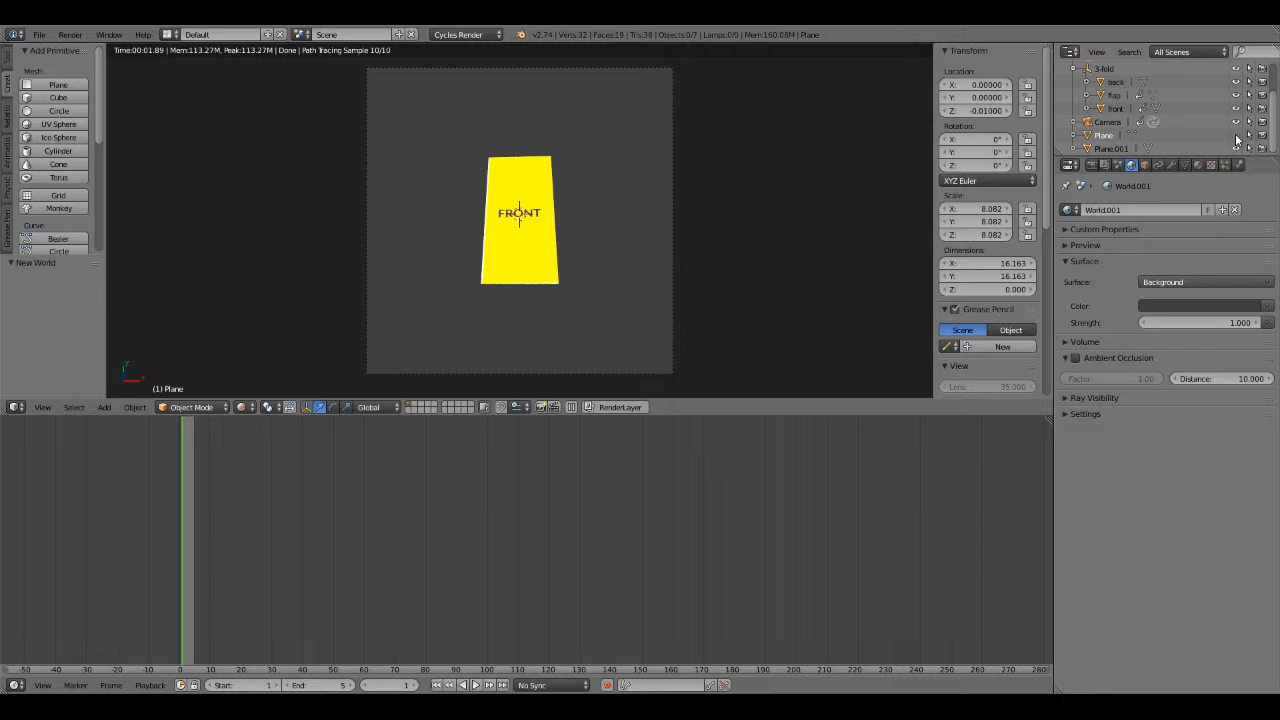 File Render Window Help Default Scene Cycles Render v2.74 | Verts:32 | Faces:19 | Tris:38 | Objects:0/7 | Lamps:0/0 | Mem:160.08M | Plane
Time:00:01.89 | Mem:113.27M, Peak:113.27M | Done | Path Tracing Sample 10/10
Add Primitive
Mesh:
Plane
Cube
Circle
UV Sphere
Ico Sphere
Cylinder
Cone
Torus
Grid
Monkey
Curve:
Bezier
Circle
New World
Tools
Creat
Relatio
Animatio
Physic
Grease Pen
FRONT
(1) Plane
Transform
Location:
X: 0.00000
Y: 0.00000
Z: -0.01000
Rotation:
X: 0°
Y: 0°
Z: 0°
XYZ Euler
Scale:
X: 8.082
Y: 8.082
Z: 8.082
Dimensions:
X: 16.163
Y: 16.163
Z: 0.000
Grease Pencil
Scene Object
New
View
Lens: 35.000
View Search All Scenes
3-fold
back
flap
front
Camera
Plane
Plane.001
World.001
World.001 F
Custom Properties
Preview
Surface
Surface: Background
Color:
Strength: 1.000
Volume
Ambient Occlusion
Factor: 1.00 Distance: 10.000
Ray Visibility
Settings
View Select Add Object Object Mode Global RenderLayer
-50 -40 -30 -20 -10 0 10 20 30 40 50 60 70 80 90 100 110 120 130 140 150 160 170 180 190 200 210 220 230 240 250 260 270 280
View Marker Frame Playback Start: 1 End: 5 1 No Sync